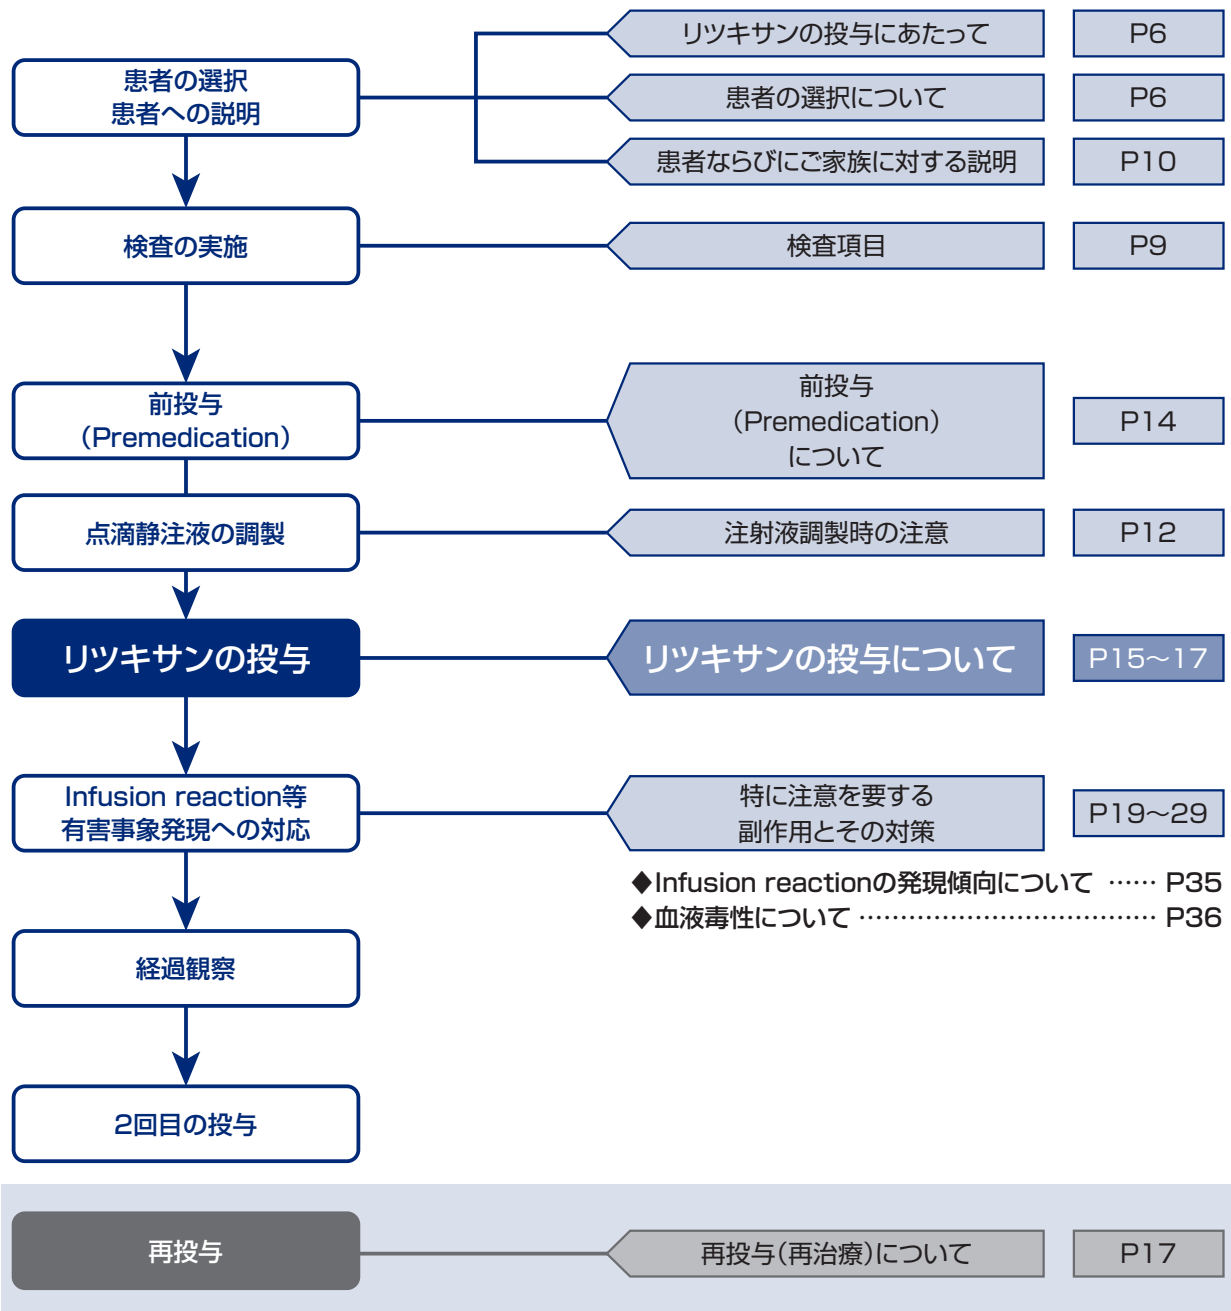 患者の選択
患者への説明
リツキサンの投与にあたって P6
患者の選択について P6
患者ならびにご家族に対する説明 P10
検査の実施 検査項目 P9
前投与
（Premedication）
前投与
（Premedication）
について
P14
点滴静注液の調製 注射液調製時の注意 P12
リツキサンの投与 リツキサンの投与について P15～17
Infusion reaction等
有害事象発現への対応
特に注意を要する
副作用とその対策
P19～29
◆Infusion reactionの発現傾向について …… P35
◆血液毒性について ……………………………… P36
経過観察
2回目の投与
再投与 再投与（再治療）について P17